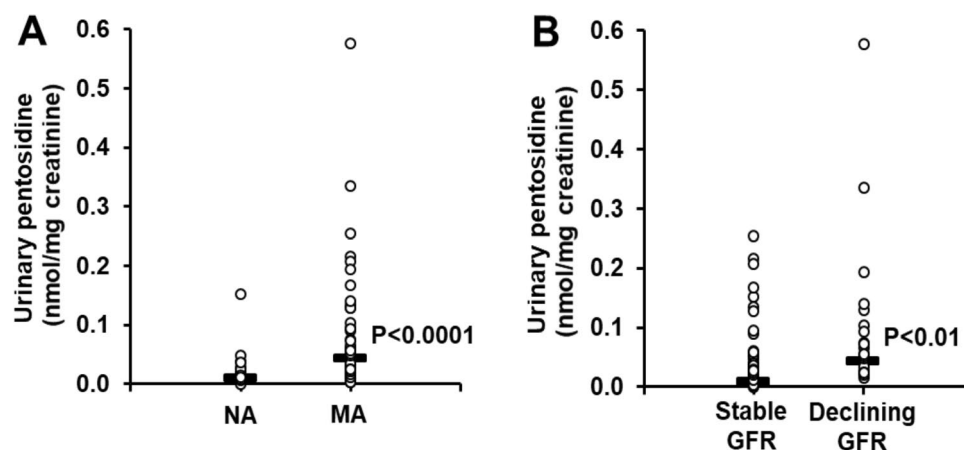 A
Urinary pentosidine
(nmol/mg creatinine)
0.6
0.5
0.4
0.3
0.2
0.1
0.0
P<0.0001
NA
MA
B
Urinary pentosidine
(nmol/mg creatinine)
0.6
0.5
0.4
0.3
0.2
0.1
0.0
P<0.01
Stable
GFR
Declining
GFR